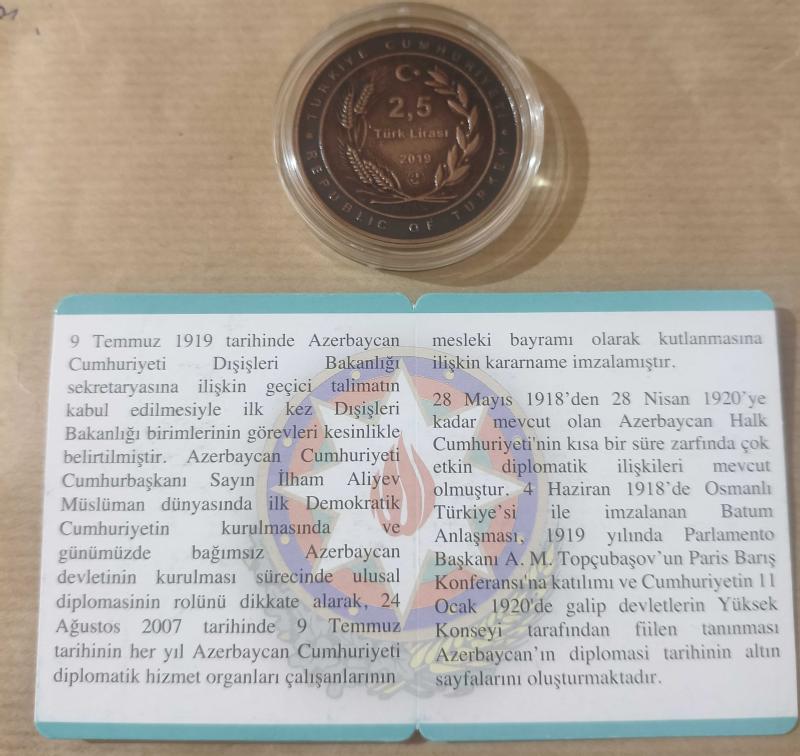 TÜRKİYE CUMHURİYETİ
2,5
Türk Lirası
2019
REPUBLIC OF TURKEY
9 Temmuz 1919 tarihinde Azerbaycan
Cumhuriyeti Dışişleri Bakanlığı
sekretaryasına ilişkin geçici talimatın
kabul edilmesiyle ilk kez Dışişleri
Bakanlığı birimlerinin görevleri kesinlikle
belirtilmiştir. Azerbaycan Cumhuriyeti
Cumhurbaşkanı Sayın İlham Aliyev
Müslüman dünyasında ilk Demokratik
Cumhuriyetin kurulmasında ve
günümüzde bağımsız Azerbaycan
devletinin kurulması sürecinde ulusal
diplomasinin rolünü dikkate alarak, 24
Ağustos 2007 tarihinde 9 Temmuz
tarihinin her yıl Azerbaycan Cumhuriyeti
diplomatik hizmet organları çalışanlarının
mesleki bayramı olarak kutlanmasına
ilişkin kararname imzalamıştır.
28 Mayıs 1918’den 28 Nisan 1920’ye
kadar mevcut olan Azerbaycan Halk
Cumhuriyeti'nin kısa bir süre zarfında çok
etkin diplomatik ilişkileri mevcut
olmuştur. 4 Haziran 1918’de Osmanlı
Türkiye’si ile imzalanan Batum
Anlaşması, 1919 yılında Parlamento
Başkanı A. M. Topçubaşov’un Paris Barış
Konferansı'na katılımı ve Cumhuriyetin 11
Ocak 1920'de galip devletlerin Yüksek
Konseyi tarafından fiilen tanınması
Azerbaycan’ın diplomasi tarihinin altın
sayfalarını oluşturmaktadır.